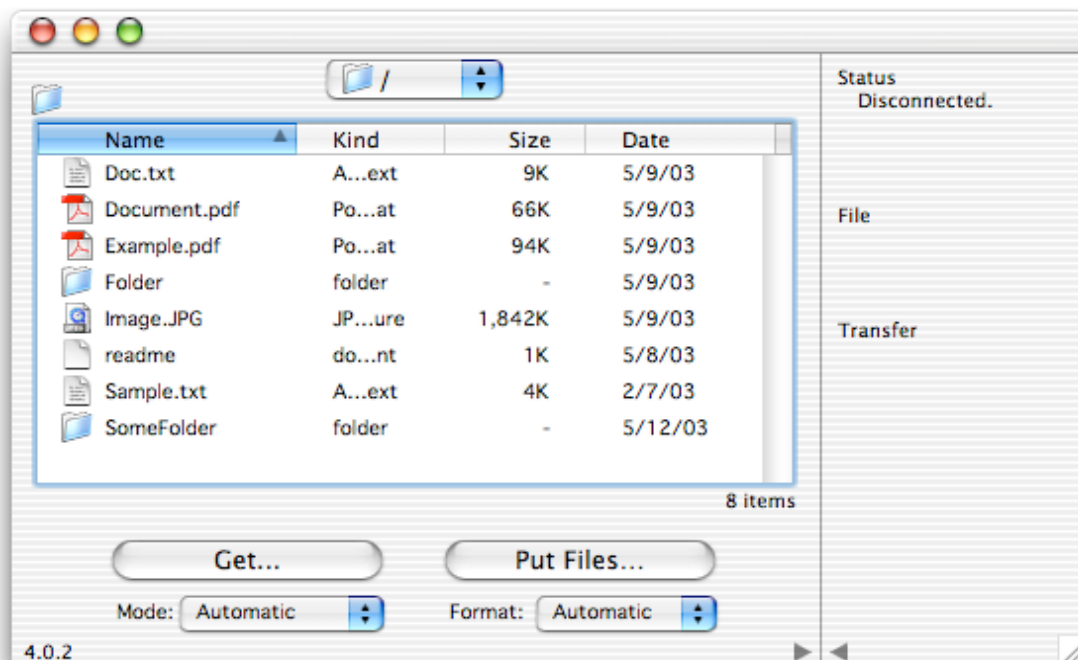 /
Name Kind Size Date
Doc.txt A...ext 9K 5/9/03
Document.pdf Po...at 66K 5/9/03
Example.pdf Po...at 94K 5/9/03
Folder folder - 5/9/03
Image.JPG JP...ure 1,842K 5/9/03
readme do...nt 1K 5/8/03
Sample.txt A...ext 4K 2/7/03
SomeFolder folder - 5/12/03
8 items
Get... Put Files...
Mode: Automatic Format: Automatic
4.0.2
Status
Disconnected.
File
Transfer